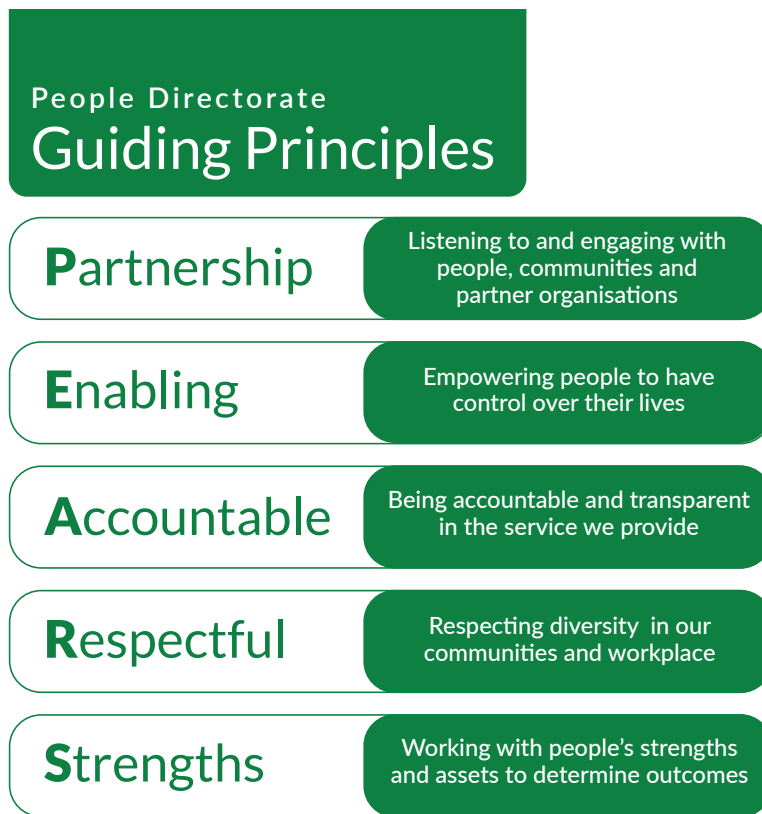 People Directorate
Guiding Principles
Partnership
Listening to and engaging with
people, communities and
partner organisations
Enabling
Empowering people to have
control over their lives
Accountable
Being accountable and transparent
in the service we provide
Respectful
Respecting diversity in our
communities and workplace
Strengths
Working with people’s strengths
and assets to determine outcomes